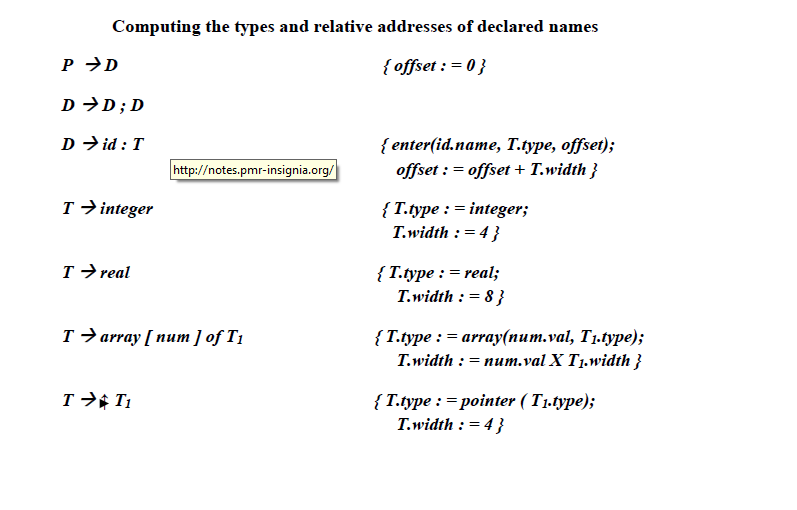 Computing the types and relative addresses of declared names
P → D { offset : = 0 }
D → D ; D
D → id : T { enter(id.name, T.type, offset);
http://notes.pmr-insignia.org/
offset : = offset + T.width }
T → integer { T.type : = integer;
T.width : = 4 }
T → real { T.type : = real;
T.width : = 8 }
T → array [ num ] of T1 { T.type : = array(num.val, T1.type);
T.width : = num.val X T1.width }
T → T1 { T.type : = pointer ( T1.type);
T.width : = 4 }